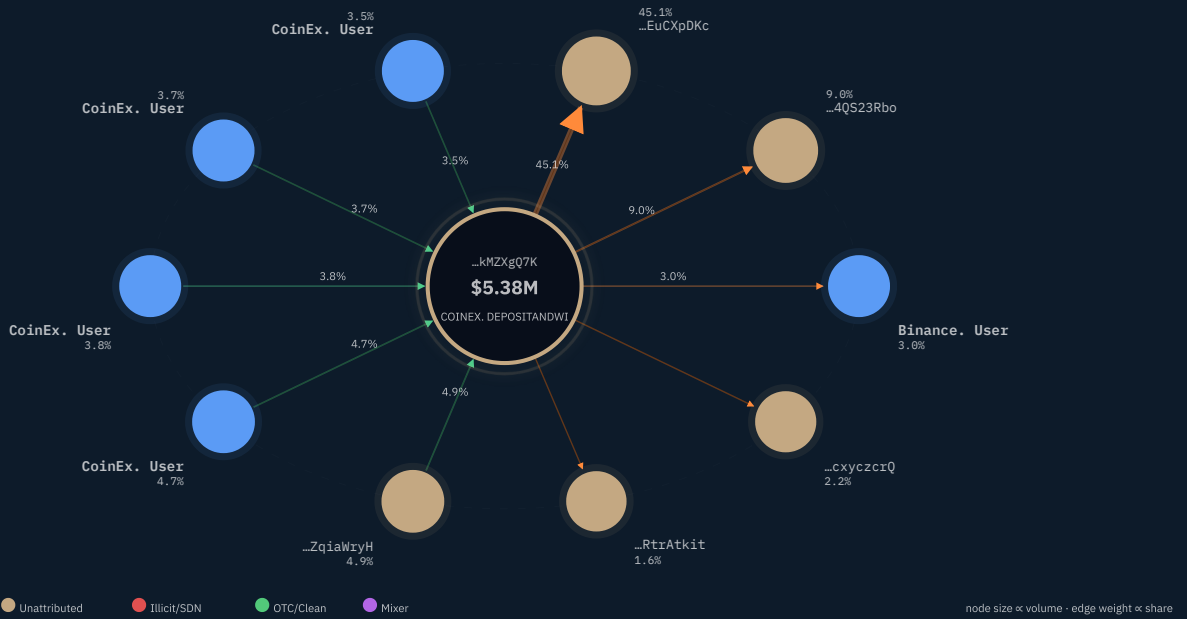 3.5%
CoinEx. User
45.1%
…EuCXpDKc
3.7%
CoinEx. User
9.0%
…4QS23Rbo
3.5%
45.1%
3.7%
9.0%
…kMZXgQ7K
$5.38M
COINEX. DEPOSITANDWI
3.8%
3.0%
CoinEx. User
3.8%
Binance. User
3.0%
4.7%
4.9%
CoinEx. User
4.7%
…cxyczcrQ
2.2%
…ZqiaWryH
4.9%
…RtrAtkit
1.6%
Unattributed
Illicit/SDN
OTC/Clean
Mixer
node size ∝ volume · edge weight ∝ share